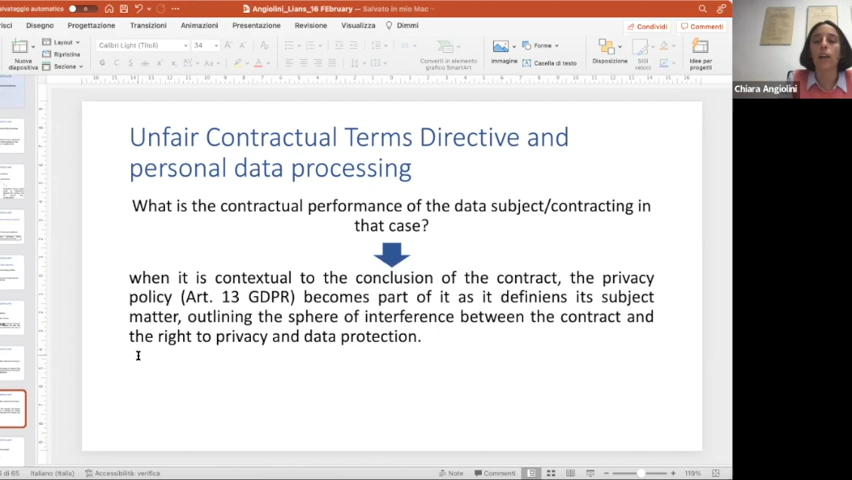 salvataggio automatico
Angiolini_Lians_16 FEbruary - Salvato in mio Mac
Disegno Progettazione Transizioni Animazioni Presentazione Revisione Visualizza Dimmi
Condividi Commenti
Nuova diapositiva
Layout
Ripristina
Sezione
Calibri Light (Titoli) 34
Converti in elemento grafico SmartArt
Immagine
Forme
Casella di testo
Disposizione
Stili veloci
Idee per progetti
Chiara Angiolini
Unfair Contractual Terms Directive and
personal data processing
What is the contractual performance of the data subject/contracting in
that case?
when it is contextual to the conclusion of the contract, the privacy
policy (Art. 13 GDPR) becomes part of it as it definiens its subject
matter, outlining the sphere of interference between the contract and
the right to privacy and data protection.
di 65 Italiano (Italia) Accessibilità: verifica
Note Commenti 119%